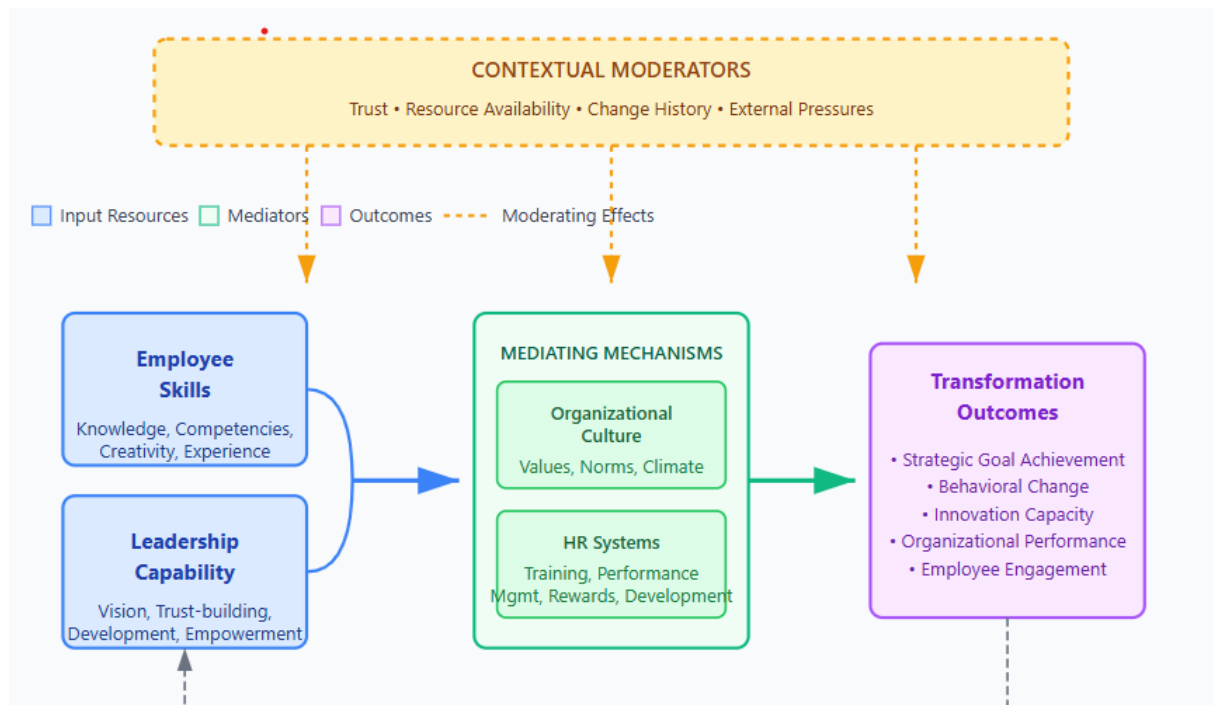 CONTEXTUAL MODERATORS
Trust • Resource Availability • Change History • External Pressures
Input Resources
Mediators
Outcomes
Moderating Effects
Employee
Skills
Knowledge, Competencies,
Creativity, Experience
Leadership
Capability
Vision, Trust-building,
Development, Empowerment
MEDIATING MECHANISMS
Organizational
Culture
Values, Norms, Climate
HR Systems
Training, Performance
Mgmt, Rewards, Development
Transformation
Outcomes
• Strategic Goal Achievement
• Behavioral Change
• Innovation Capacity
• Organizational Performance
• Employee Engagement